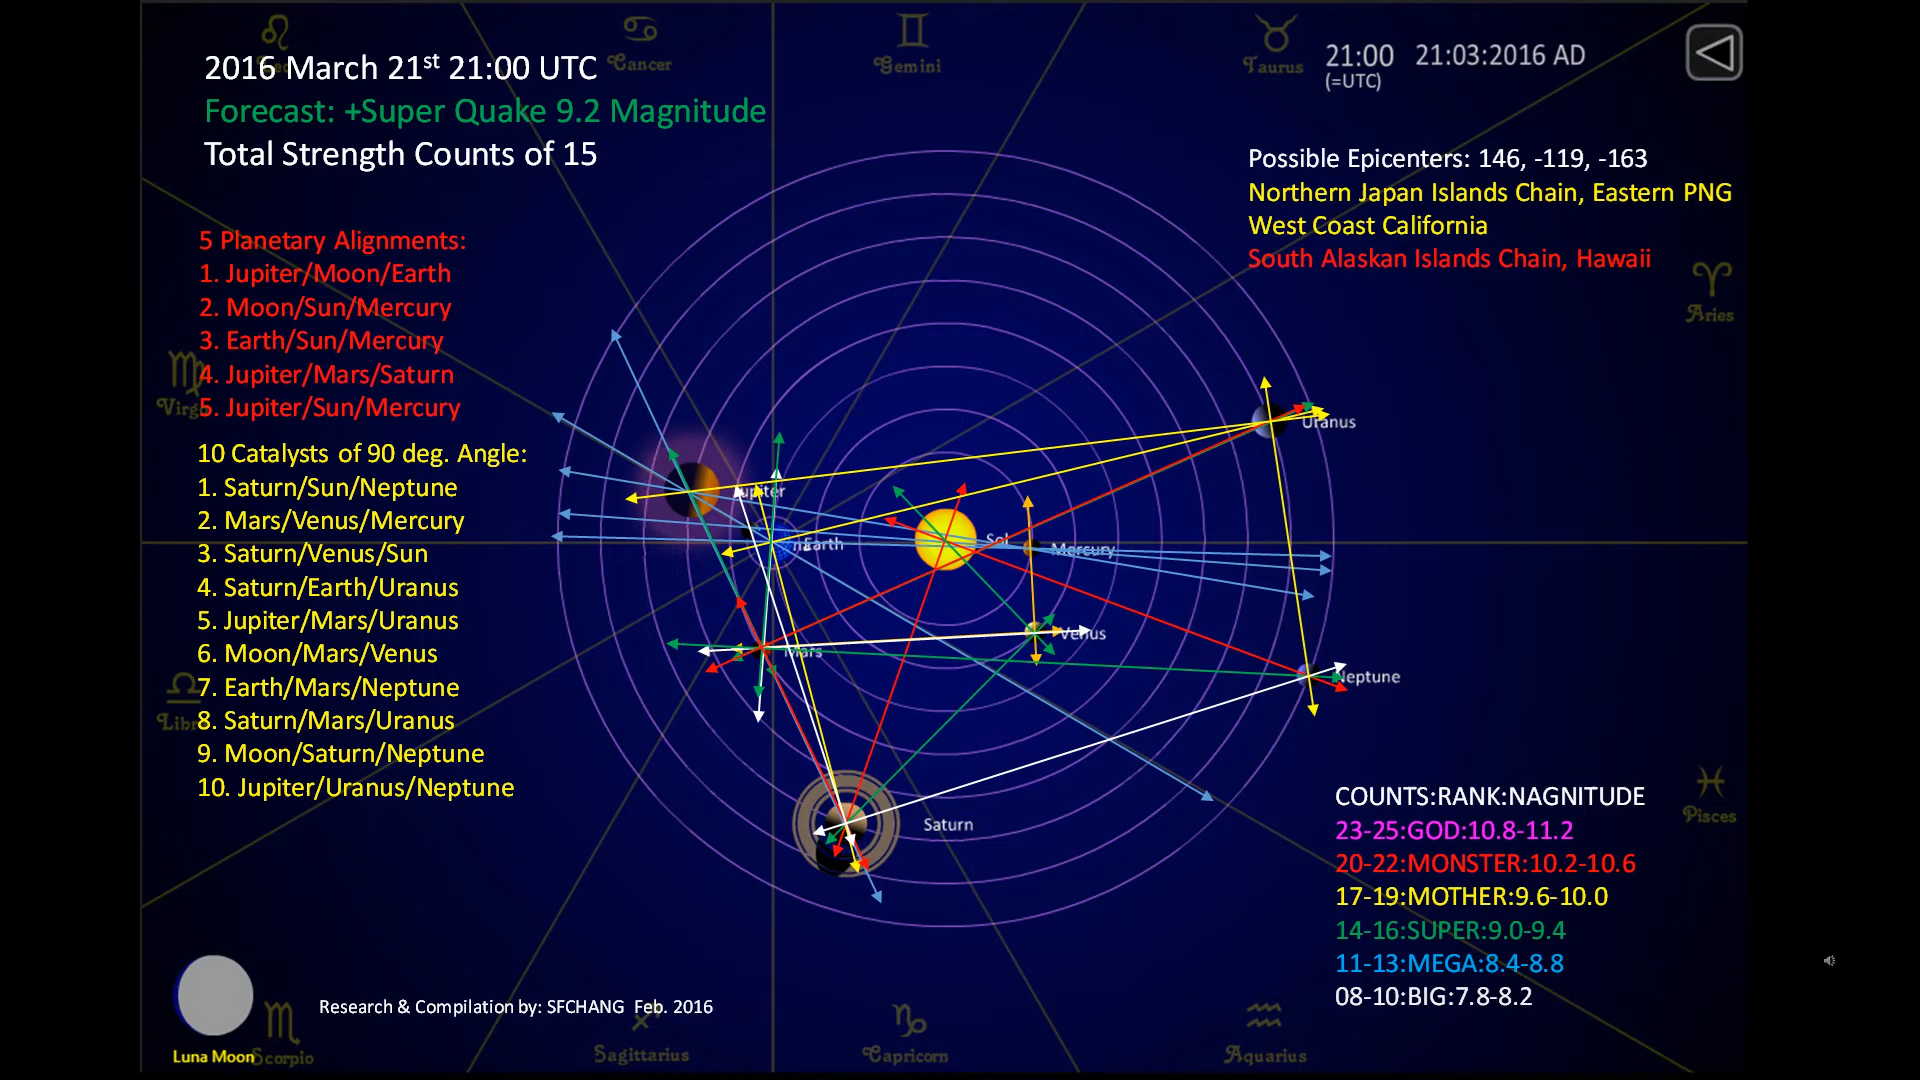 Leo
Cancer
Gemini
Taurus
21:00
(=UTC)
21:03:2016 AD
2016 March 21st 21:00 UTC
Forecast: +Super Quake 9.2 Magnitude
Total Strength Counts of 15
Possible Epicenters: 146, -119, -163
Northern Japan Islands Chain, Eastern PNG
West Coast California
South Alaskan Islands Chain, Hawaii
Aries
5 Planetary Alignments:
1. Jupiter/Moon/Earth
2. Moon/Sun/Mercury
3. Earth/Sun/Mercury
4. Jupiter/Mars/Saturn
5. Jupiter/Sun/Mercury
Virgo
10 Catalysts of 90 deg. Angle:
1. Saturn/Sun/Neptune
2. Mars/Venus/Mercury
3. Saturn/Venus/Sun
4. Saturn/Earth/Uranus
5. Jupiter/Mars/Uranus
6. Moon/Mars/Venus
7. Earth/Mars/Neptune
8. Saturn/Mars/Uranus
9. Moon/Saturn/Neptune
10. Jupiter/Uranus/Neptune
Libra
Uranus
Jupiter
Earth
Sol
Mercury
Venus
Mars
Neptune
Saturn
Pisces
COUNTS:RANK:NAGNITUDE
23-25:GOD:10.8-11.2
20-22:MONSTER:10.2-10.6
17-19:MOTHER:9.6-10.0
14-16:SUPER:9.0-9.4
11-13:MEGA:8.4-8.8
08-10:BIG:7.8-8.2
Research & Compilation by: SFCHANG Feb. 2016
Luna Moon
Scorpio
Sagittarius
Capricorn
Aquarius